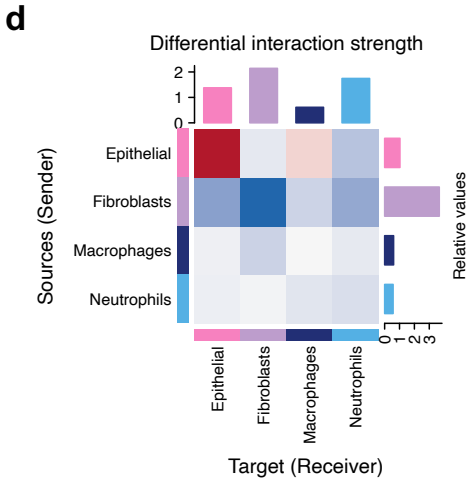 d
Differential interaction strength
2
1
0
Epithelial
Fibroblasts
Macrophages
Neutrophils
Sources (Sender)
Relative values
0 1 2 3
Epithelial
Fibroblasts
Macrophages
Neutrophils
Target (Receiver)